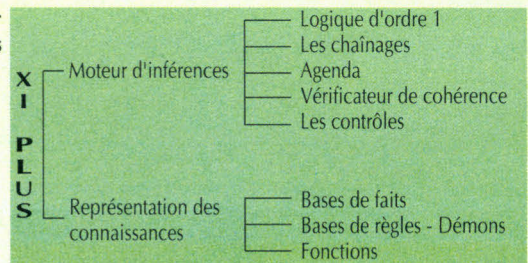 XI PLUS
Moteur d'inférences
Logique d'ordre 1
Les chaînages
Agenda
Vérificateur de cohérence
Les contrôles
Représentation des
connaissances
Bases de faits
Bases de règles - Démons
Fonctions